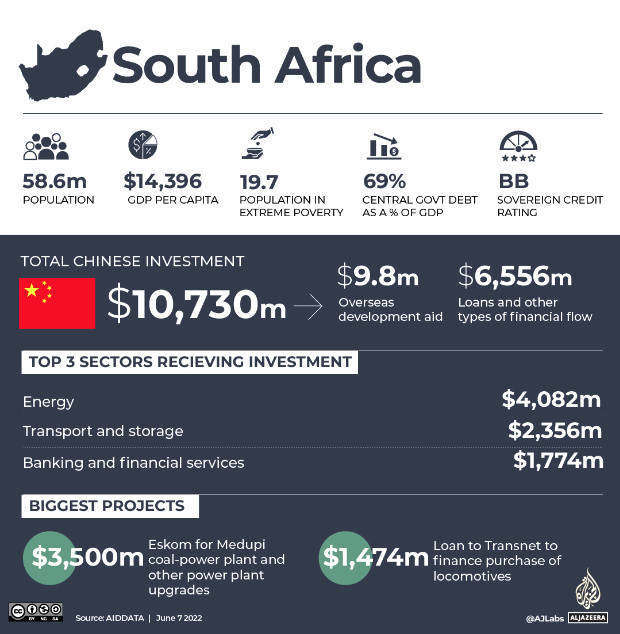 South Africa
58.6m
POPULATION
$14,396
GDP PER CAPITA
19.7
POPULATION IN
EXTREME POVERTY
69%
CENTRAL GOVT DEBT
AS A % OF GDP
BB
SOVEREIGN CREDIT
RATING
TOTAL CHINESE INVESTMENT
$10,730m
$9.8m
Overseas
development aid
$6,556m
Loans and other
types of financial flow
TOP 3 SECTORS RECIEVING INVESTMENT
Energy $4,082m
Transport and storage $2,356m
Banking and financial services $1,774m
BIGGEST PROJECTS
$3,500m
Eskom for Medupi
coal-power plant and
other power plant
upgrades
$1,474m
Loan to Transnet to
finance purchase of
locomotives
CC BY NC SA
Source: AIDDATA | June 7 2022
@AJLabs
ALJAZEERA